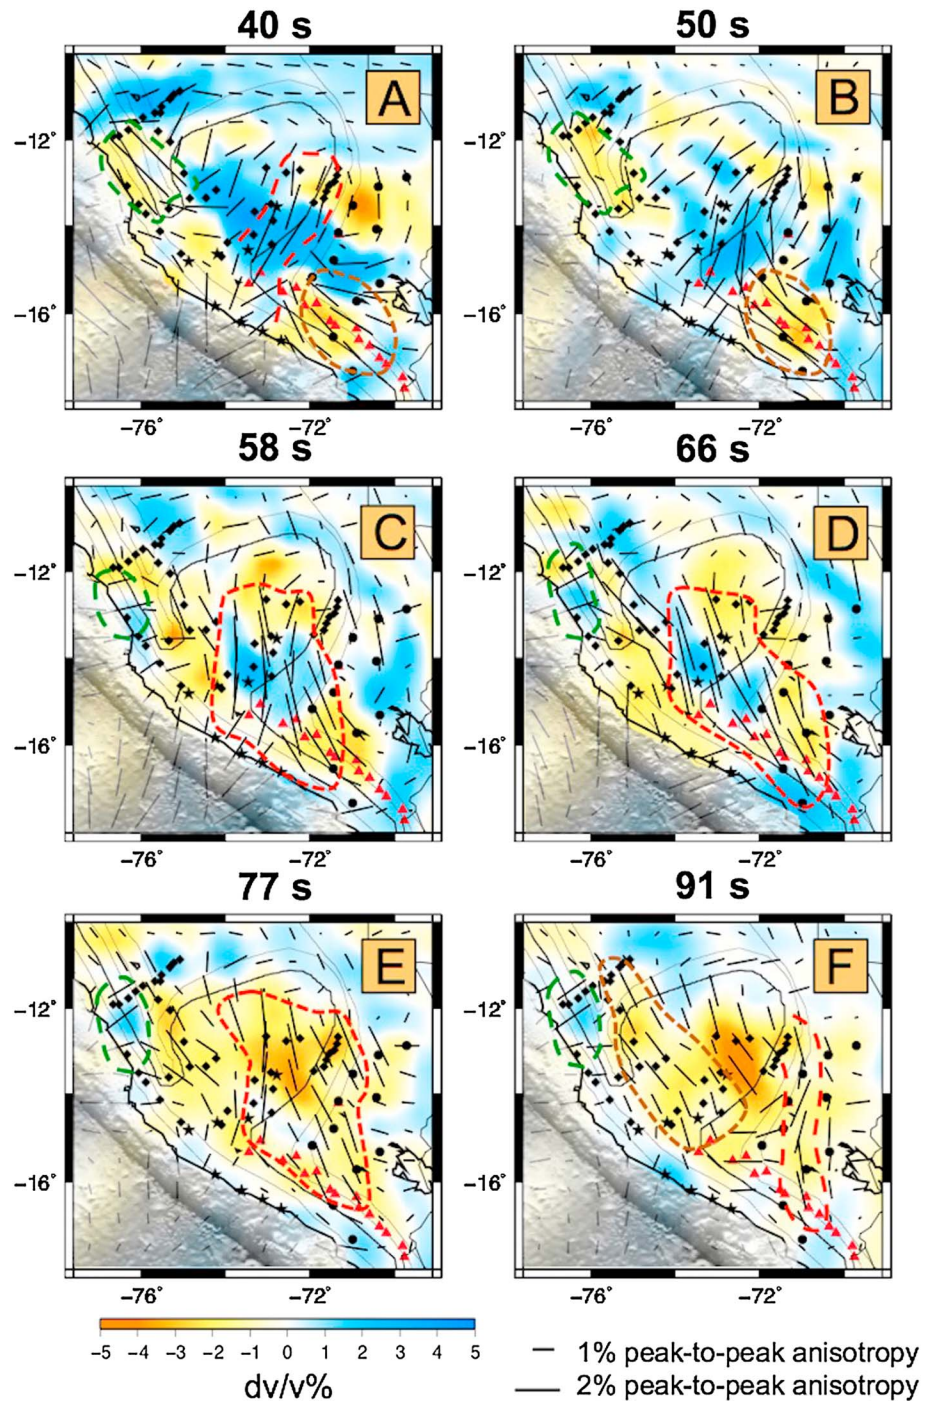 40 s
50 s
A
B
−12°
−12°
−16°
−16°
−76°
−72°
−76°
−72°
58 s
66 s
C
D
−12°
−12°
−16°
−16°
−76°
−72°
−76°
−72°
77 s
91 s
E
F
−12°
−12°
−16°
−16°
−76°
−72°
−76°
−72°
−5 −4 −3 −2 −1 0 1 2 3 4 5
dv/v%
1% peak-to-peak anisotropy
2% peak-to-peak anisotropy